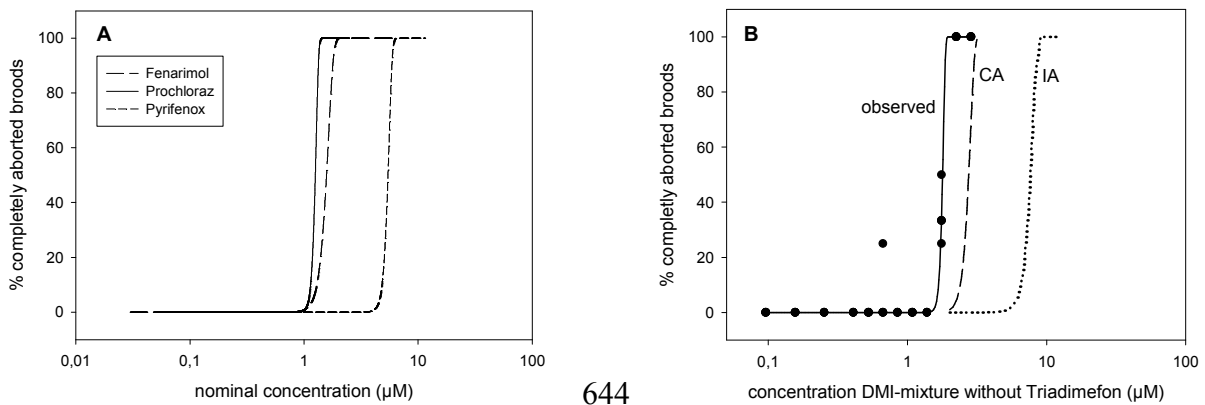 A
100
80
60
40
20
0
% completely aborted broods
Fenarimol
Prochloraz
Pyrifenox
0,01 0,1 1 10 100
nominal concentration (µM)
644
B
100
80
60
40
20
0
% completly aborted broods
observed
CA
IA
0,1 1 10 100
concentration DMI-mixture without Triadimefon (µM)